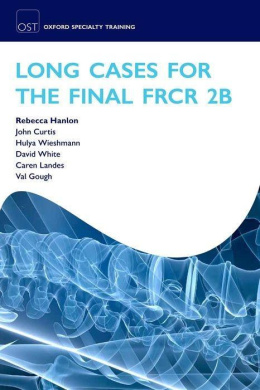 OST OXFORD SPECIALTY TRAINING
LONG CASES FOR
THE FINAL FRCR 2B
Rebecca Hanlon
John Curtis
Hulya Wieshmann
David White
Caren Landes
Val Gough